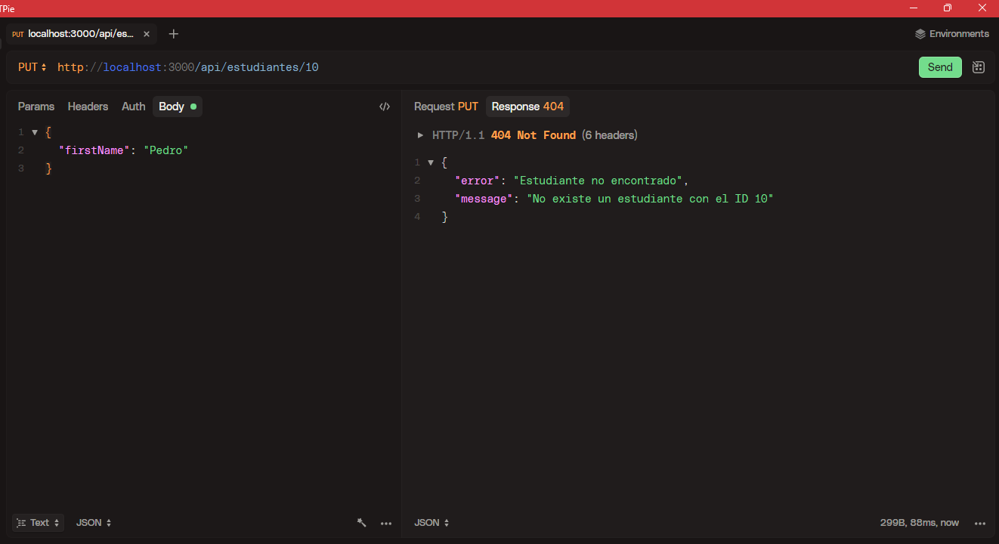 TPie
PUT localhost:3000/api/es...
Environments
PUT http://localhost:3000/api/estudiantes/10
Send
Params Headers Auth Body
Request PUT Response 404
HTTP/1.1 404 Not Found (6 headers)
1 {
2 "firstName": "Pedro"
3 }
1 {
2 "error": "Estudiante no encontrado",
3 "message": "No existe un estudiante con el ID 10"
4 }
Text JSON
JSON
299B, 88ms, now